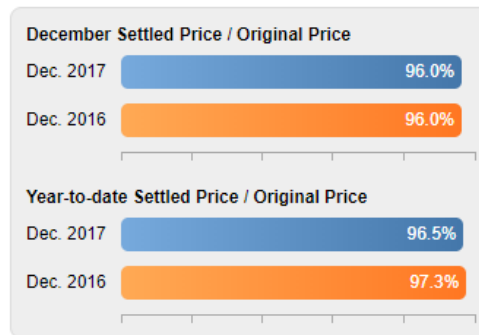 December Settled Price / Original Price
Dec. 2017 96.0%
Dec. 2016 96.0%
Year-to-date Settled Price / Original Price
Dec. 2017 96.5%
Dec. 2016 97.3%